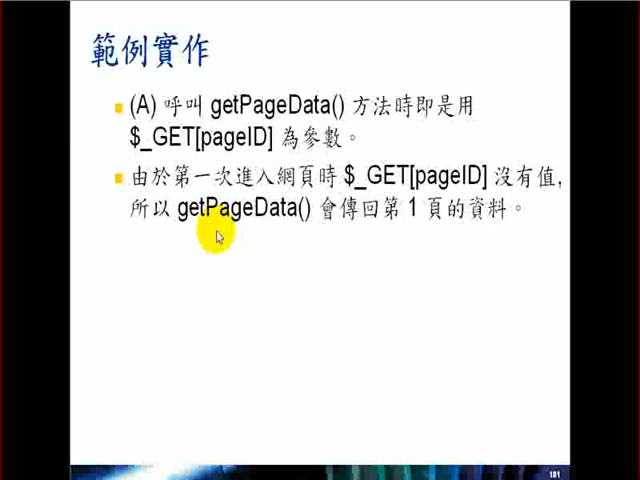 範例實作
(A) 呼叫 getPageData() 方法時即是用
$_GET[pageID] 為參數。
由於第一次進入網頁時 $_GET[pageID] 沒有值,
所以 getPageData() 會傳回第 1 頁的資料。
181